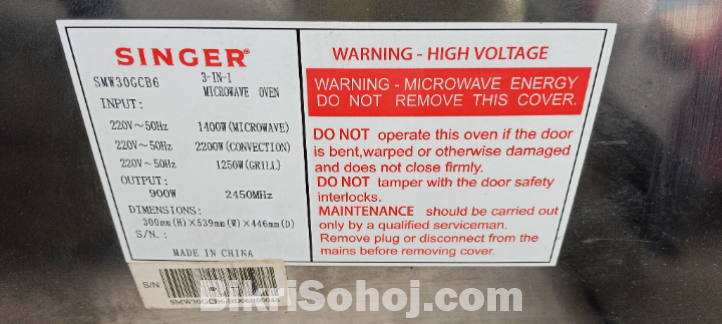 SINGER®
SMW30GCB6
3-IN-1
MICROWAVE OVEN
INPUT:
220V~50Hz 1400W(MICROWAVE)
220V~50Hz 2200W(CONVECTION)
220V~50Hz 1250W(GRILL)
OUTPUT:
900W 2450MHz
DIMENSIONS:
300mm(H)×539mm(W)×446mm(D)
S/N.:
MADE IN CHINA
WARNING - HIGH VOLTAGE
WARNING - MICROWAVE ENERGY
DO NOT REMOVE THIS COVER.
DO NOT operate this oven if the door
is bent,warped or otherwise damaged
and does not close firmly.
DO NOT tamper with the door safety
interlocks.
MAINTENANCE should be carried out
only by a qualified serviceman.
Remove plug or disconnect from the
mains before removing cover.
S/N
BikriSohoj.com